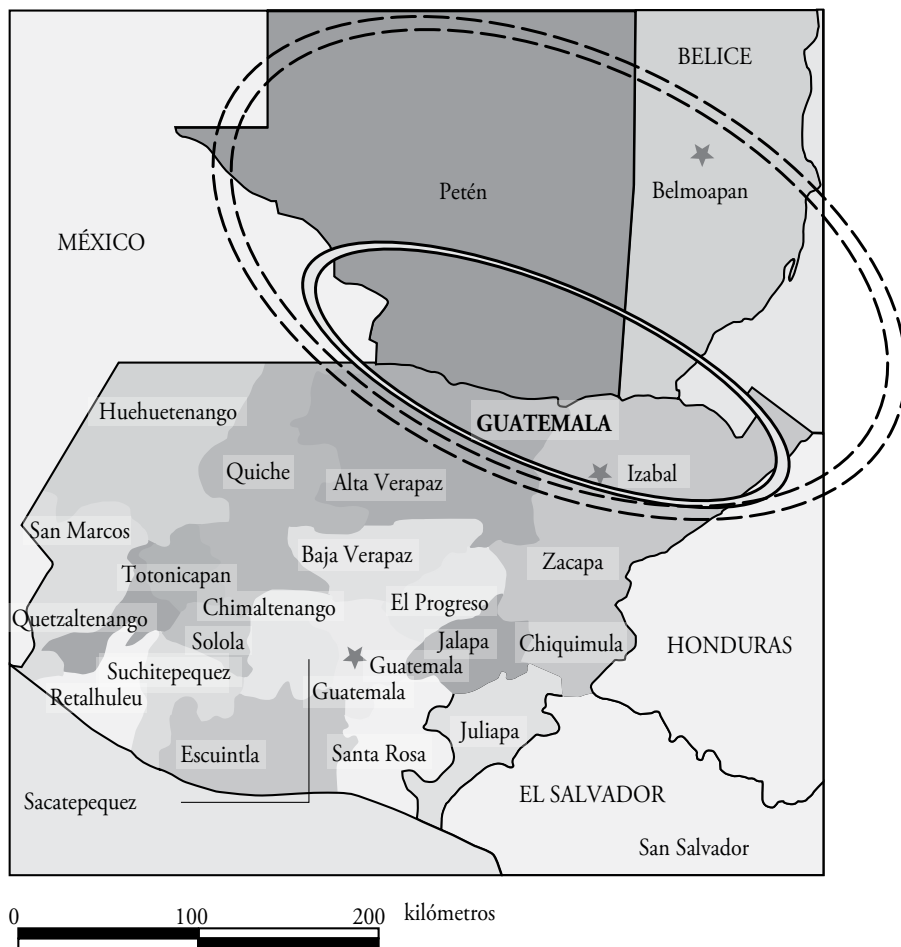 BELICE
Belmoapan
Petén
MÉXICO
Huehuetenango
GUATEMALA
Quiche
Izabal
Alta Verapaz
San Marcos
Baja Verapaz
Zacapa
Totonicapan
Chimaltenango
El Progreso
Quetzaltenango
Solola
Jalapa
Chiquimula
HONDURAS
Suchitepequez
Guatemala
Retalhuleu
Guatemala
Juliapa
Escuintla
Santa Rosa
EL SALVADOR
Sacatepequez
San Salvador
0 100 200 kilómetros